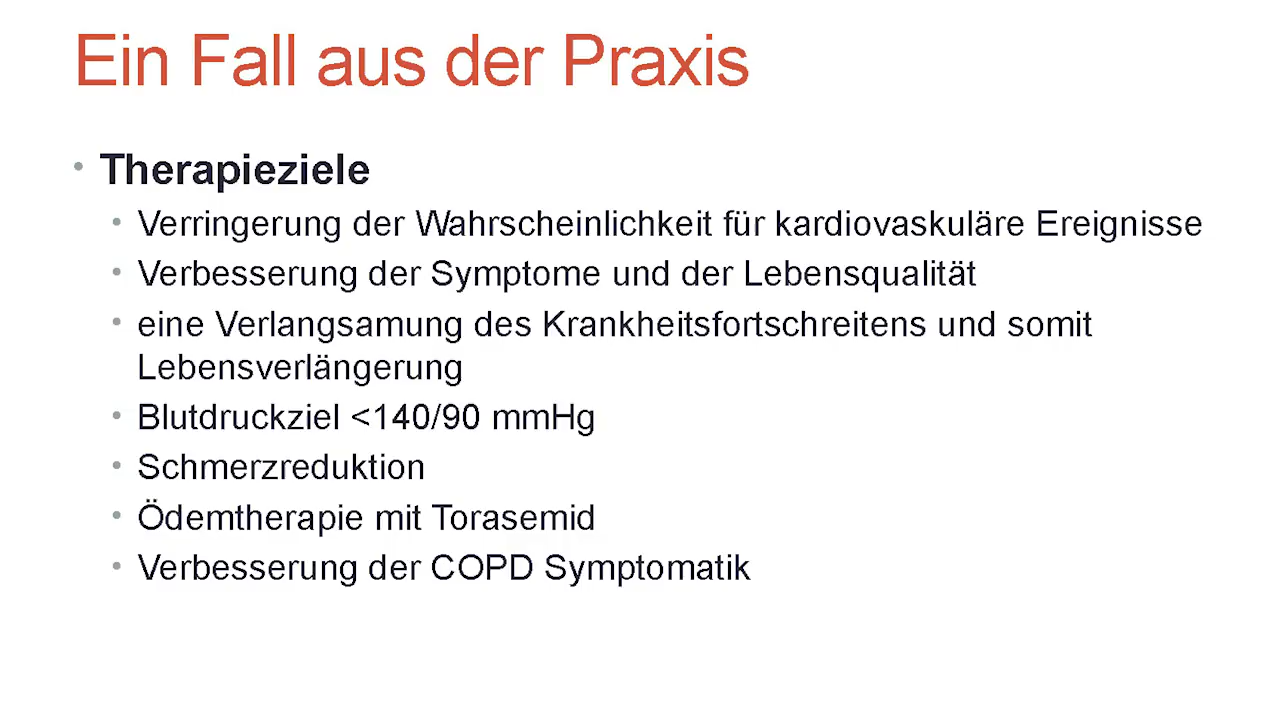 Ein Fall aus der Praxis
• Therapieziele
• Verringerung der Wahrscheinlichkeit für kardiovaskuläre Ereignisse
• Verbesserung der Symptome und der Lebensqualität
• eine Verlangsamung des Krankheitsfortschreitens und somit
Lebensverlängerung
• Blutdruckziel <140/90 mmHg
• Schmerzreduktion
• Ödemtherapie mit Torasemid
• Verbesserung der COPD Symptomatik